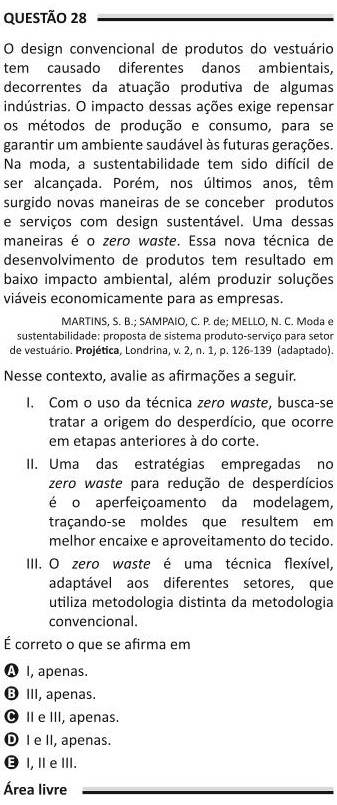 QUESTÃO 28
O design convencional de produtos do vestuário
tem causado diferentes danos ambientais,
decorrentes da atuação produtiva de algumas
indústrias. O impacto dessas ações exige repensar
os métodos de produção e consumo, para se
garantir um ambiente saudável às futuras gerações.
Na moda, a sustentabilidade tem sido difícil de
ser alcançada. Porém, nos últimos anos, têm
surgido novas maneiras de se conceber produtos
e serviços com design sustentável. Uma dessas
maneiras é o zero waste. Essa nova técnica de
desenvolvimento de produtos tem resultado em
baixo impacto ambiental, além produzir soluções
viáveis economicamente para as empresas.
MARTINS, S. B.; SAMPAIO, C. P. de; MELLO, N. C. Moda e
sustentabilidade: proposta de sistema produto-serviço para setor
de vestuário. Projética, Londrina, v. 2, n. 1, p. 126-139 (adaptado).
Nesse contexto, avalie as afirmações a seguir.
I. Com o uso da técnica zero waste, busca-se
tratar a origem do desperdício, que ocorre
em etapas anteriores à do corte.
II. Uma das estratégias empregadas no
zero waste para redução de desperdícios
é o aperfeiçoamento da modelagem,
traçando-se moldes que resultem em
melhor encaixe e aproveitamento do tecido.
III. O zero waste é uma técnica flexível,
adaptável aos diferentes setores, que
utiliza metodologia distinta da metodologia
convencional.
É correto o que se afirma em
A I, apenas.
B III, apenas.
C II e III, apenas.
D I e II, apenas.
E I, II e III.
Área livre